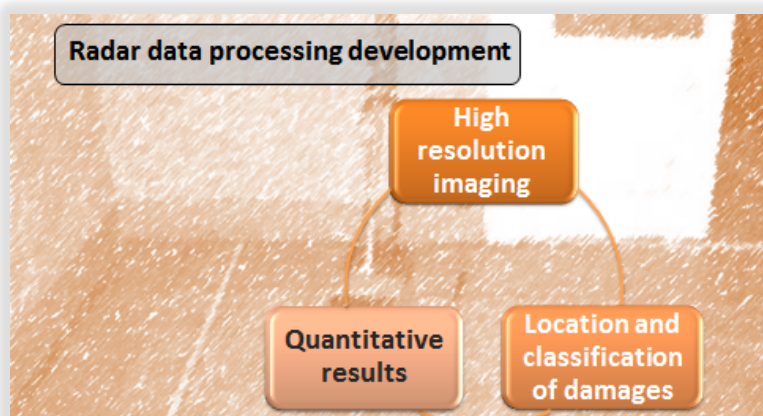 Radar data processing development
High
resolution
imaging
Quantitative
results
Location and
classification
of damages